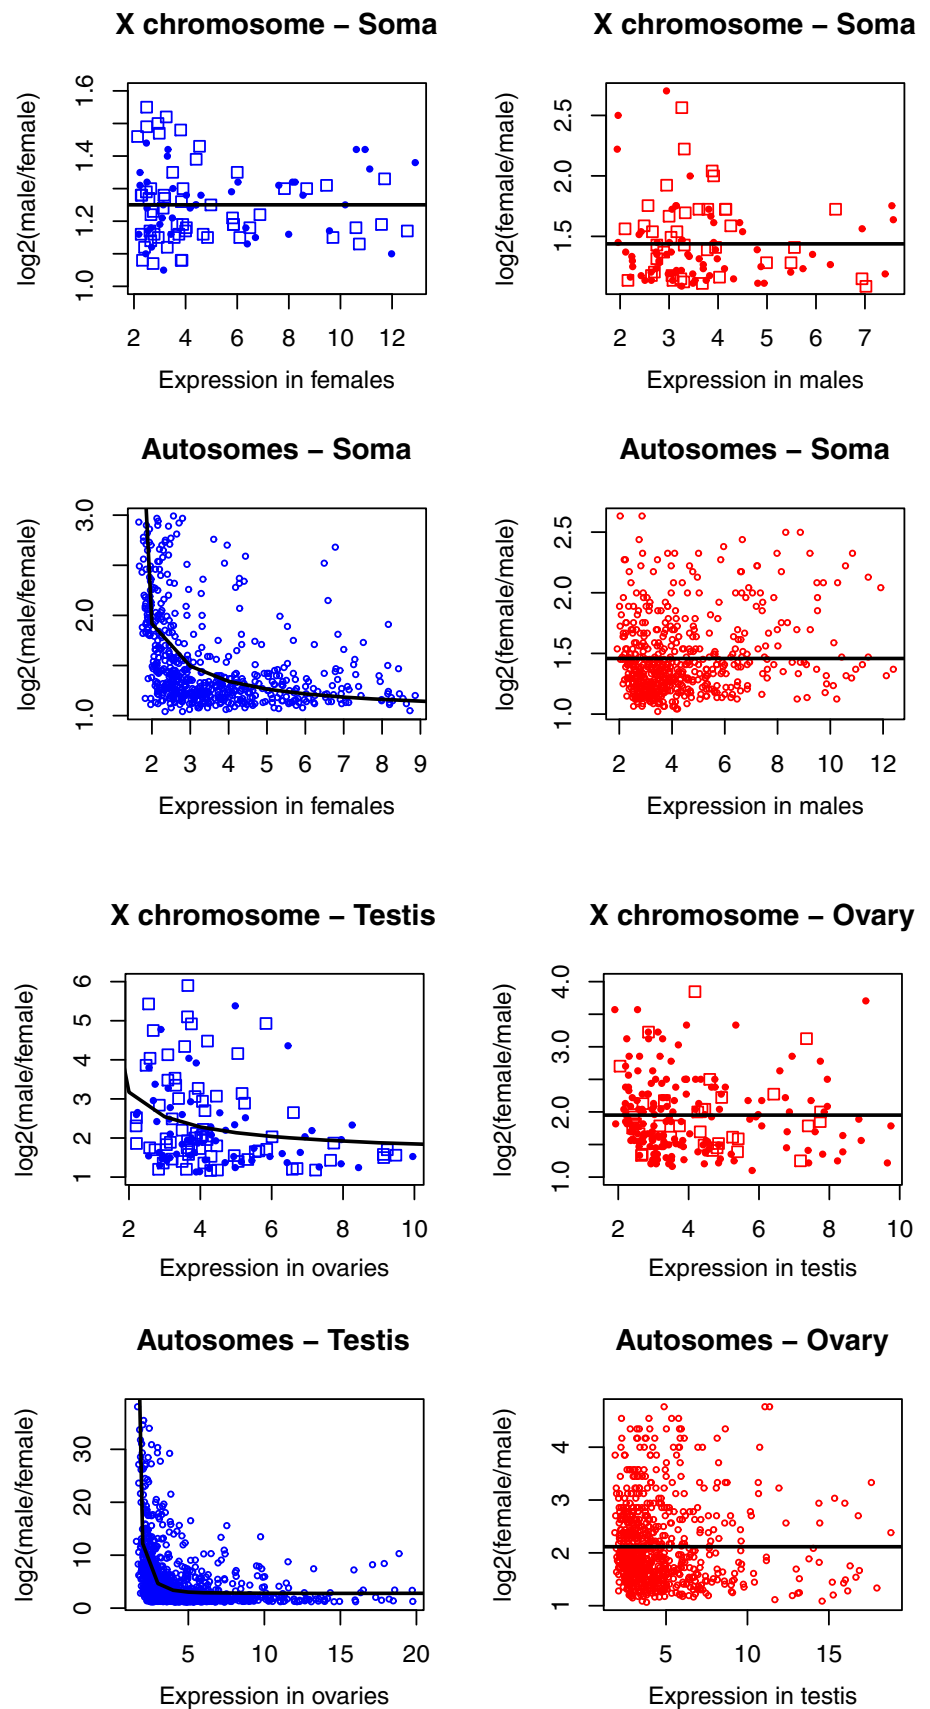 X chromosome – Soma
log2(male/female)
1.0 1.2 1.4 1.6
2 4 6 8 10 12
Expression in females
X chromosome – Soma
log2(female/male)
1.5 2.0 2.5
2 3 4 5 6 7
Expression in males
Autosomes – Soma
log2(male/female)
1.0 2.0 3.0
2 3 4 5 6 7 8 9
Expression in females
Autosomes – Soma
log2(female/male)
1.0 1.5 2.0 2.5
2 4 6 8 10 12
Expression in males
X chromosome – Testis
log2(male/female)
1 2 3 4 5 6
2 4 6 8 10
Expression in ovaries
X chromosome – Ovary
log2(female/male)
1.0 2.0 3.0 4.0
2 4 6 8 10
Expression in testis
Autosomes – Testis
log2(male/female)
0 10 20 30
5 10 15 20
Expression in ovaries
Autosomes – Ovary
log2(female/male)
1 2 3 4
5 10 15
Expression in testis